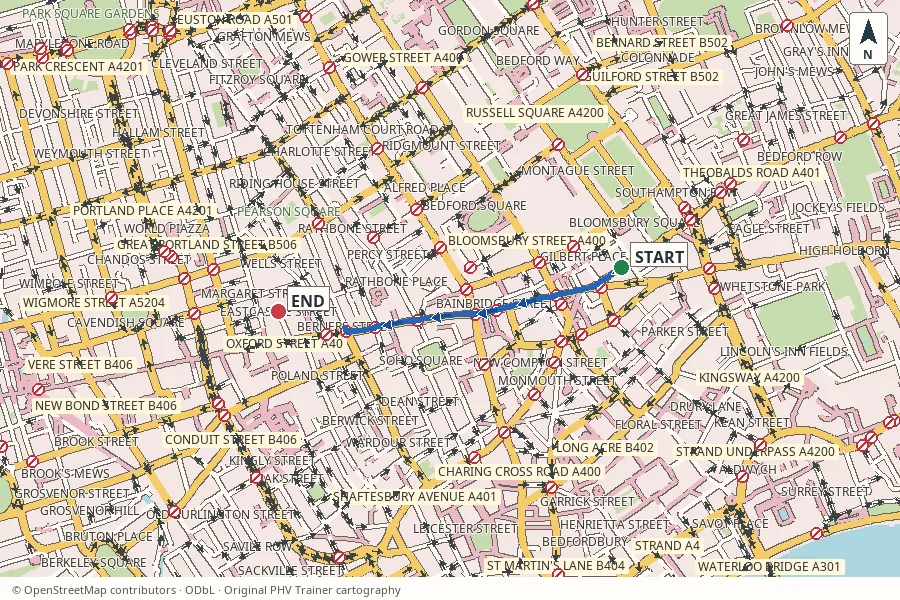 PARK SQUARE GARDENS
EUSTON ROAD A501
GORDON SQUARE
HUNTER STREET
GRAFTON MEWS
MARYLEBONE ROAD
BERNARD STREET B502
COLONNADE
GRAY'S INN
N
PARK CRESCENT A4201
CLEVELAND STREET
GOWER STREET A400
BEDFORD WAY
JOHN'S MEWS
FITZROY SQUARE
GUILFORD STREET B502
DEVONSHIRE STREET
RUSSELL SQUARE A4200
GREAT JAMES STREET
HALLAM STREET
TOTTENHAM COURT ROAD
WEYMOUTH STREET
CHARLOTTE STREET
RIDGMOUNT STREET
BEDFORD ROW
MONTAGUE STREET
THEOBALDS ROAD A401
RIDING HOUSE STREET
ALFRED PLACE
PORTLAND PLACE A4201
PEARSON SQUARE
BEDFORD SQUARE
JOCKEY'S FIELDS
WORLD PIAZZA
RATHBONE STREET
BLOOMSBURY SQUARE
EAGLE STREET
GREAT PORTLAND STREET B506
BLOOMSBURY STREET A400
HIGH HOLBORN
CHANDOS STREET
WELLS STREET
PERCY STREET
GILBERT PLACE
START
WIMPOLE STREET
RATHBONE PLACE
WHETSTONE PARK
WIGMORE STREET A5204
END
BAINBRIDGE STREET
CAVENDISH SQUARE
OXFORD STREET A40
PARKER STREET
VERE STREET B406
SOHO SQUARE
NEW COMPTON STREET
LINCOLN'S INN FIELDS
POLAND STREET
MONMOUTH STREET
KINGSWAY A4200
NEW BOND STREET B406
DEAN STREET
DRURY LANE
BERWICK STREET
FLORAL STREET
KEAN STREET
BROOK STREET
CONDUIT STREET B406
WARDOUR STREET
LONG ACRE B402
STRAND UNDERPASS A4200
KINGLY STREET
BROOK'S MEWS
CHARING CROSS ROAD A400
ALDWYCH
GROSVENOR STREET
SHAFTESBURY AVENUE A401
SURREY STREET
GROSVENOR HILL
OLD BURLINGTON STREET
GARRICK STREET
LEICESTER STREET
HENRIETTA STREET
SAVOY PLACE
BRUTON PLACE
SAVILE ROW
BEDFORDBURY
STRAND A4
BERKELEY SQUARE
SACKVILLE STREET
ST MARTIN'S LANE B404
WATERLOO BRIDGE A301
© OpenStreetMap contributors · ODbL · Original PHV Trainer cartography